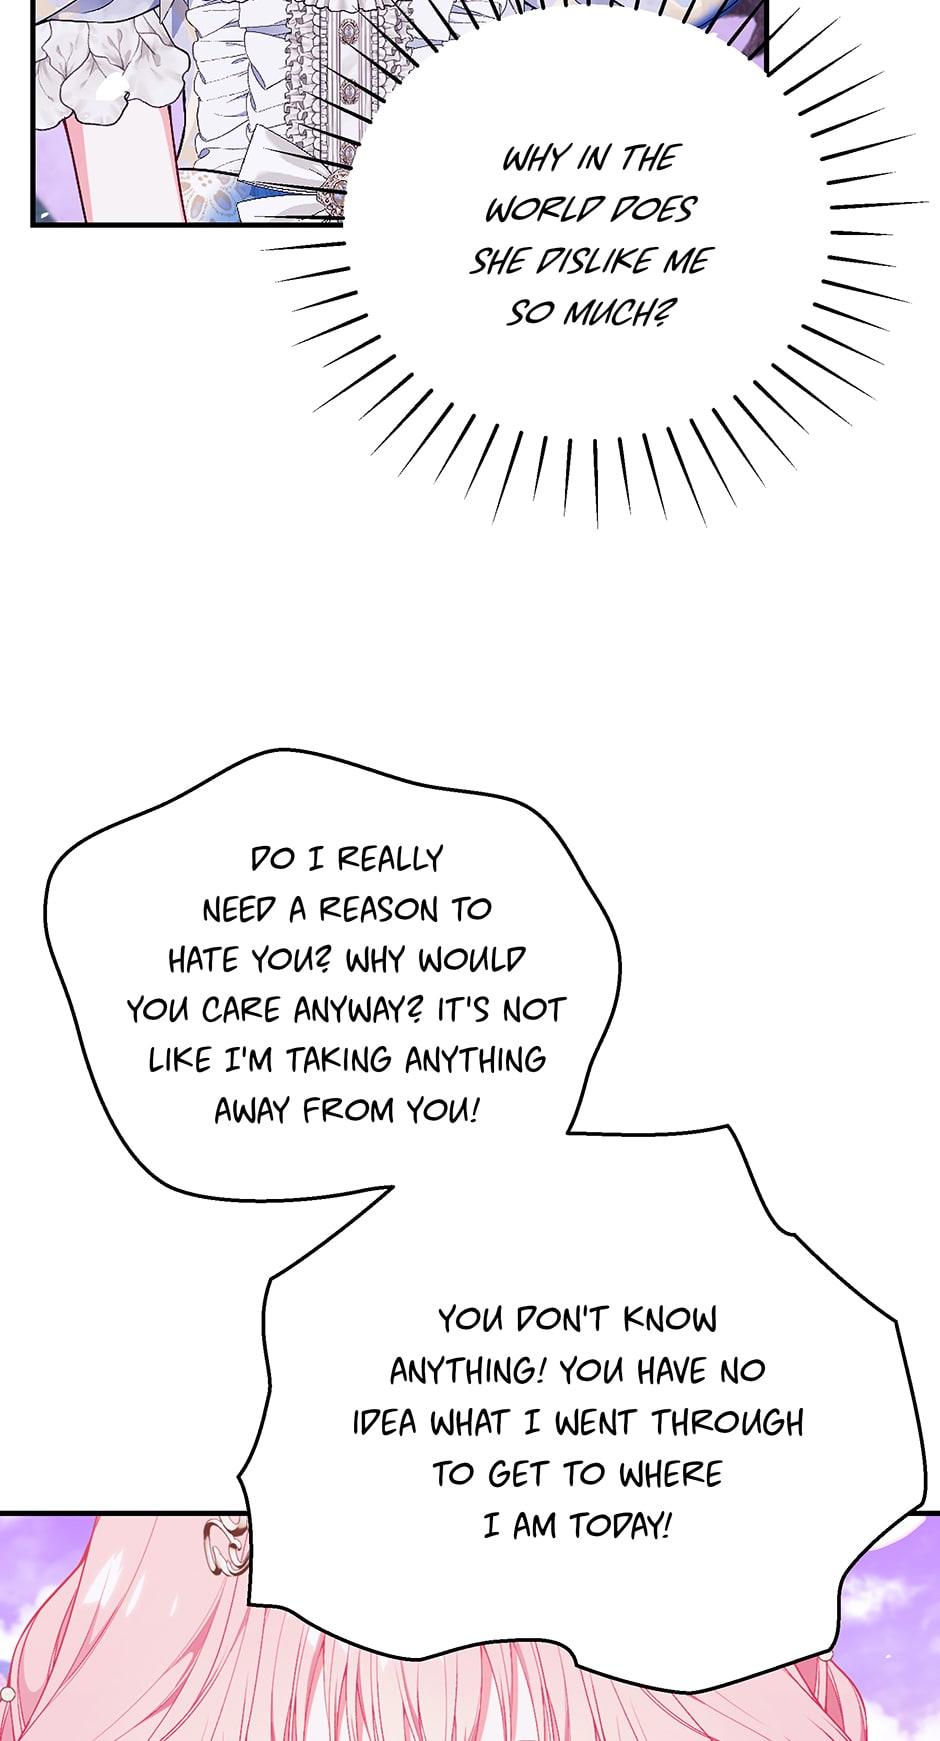 WHY IN THE
WORLD DOES
SHE DISLIKE ME
SO MUCH?
DO I REALLY
NEED A REASON TO
HATE YOU? WHY WOULD
YOU CARE ANYWAY? IT'S NOT
LIKE I'M TAKING ANYTHING
AWAY FROM YOU!
YOU DON'T KNOW
ANYTHING! YOU HAVE NO
IDEA WHAT I WENT THROUGH
TO GET TO WHERE
I AM TODAY!